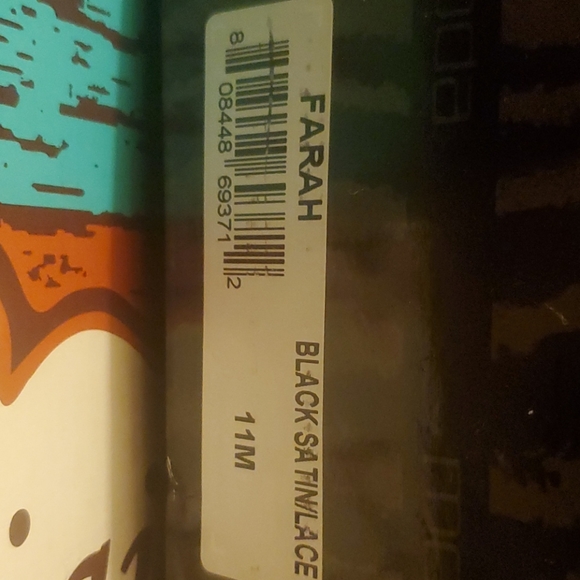 FARAH
8 08448 69371 2
BLACK SATIN/LACE
11M